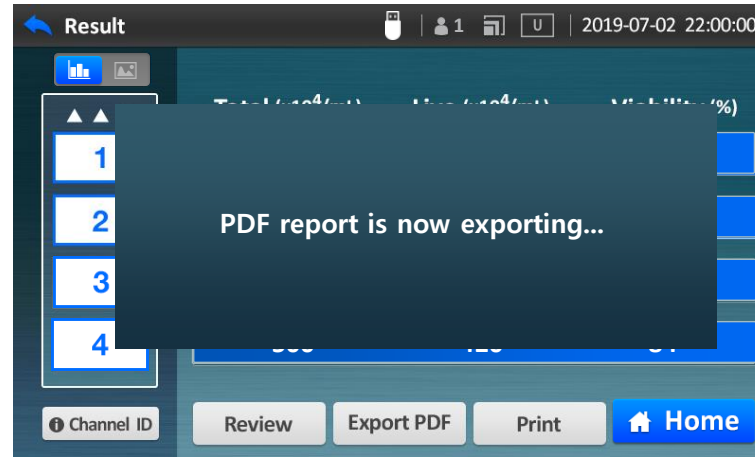 Result
1
U
2019-07-02 22:00:00
(%)
1
2
PDF report is now exporting...
3
4
Channel ID
Review
Export PDF
Print
Home